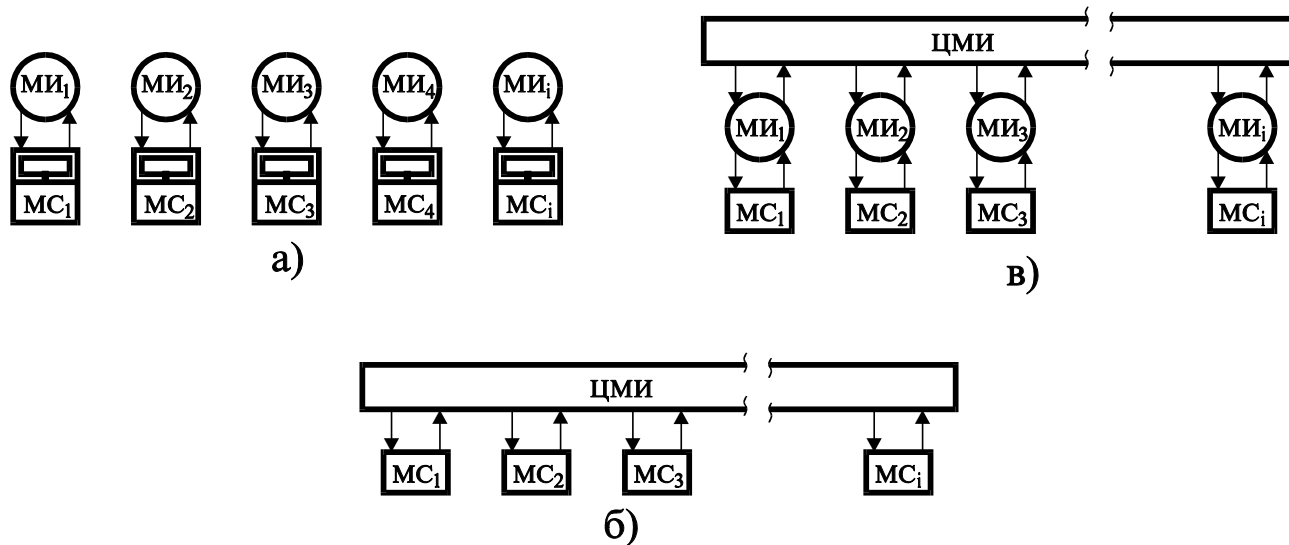 МИ1 МИ2 МИ3 МИ4 МИi
МС1 МС2 МС3 МС4 МСi
а)
ЦМИ
МИ1 МИ2 МИ3 МИi
МС1 МС2 МС3 МСi
в)
ЦМИ
МС1 МС2 МС3 МСi
б)